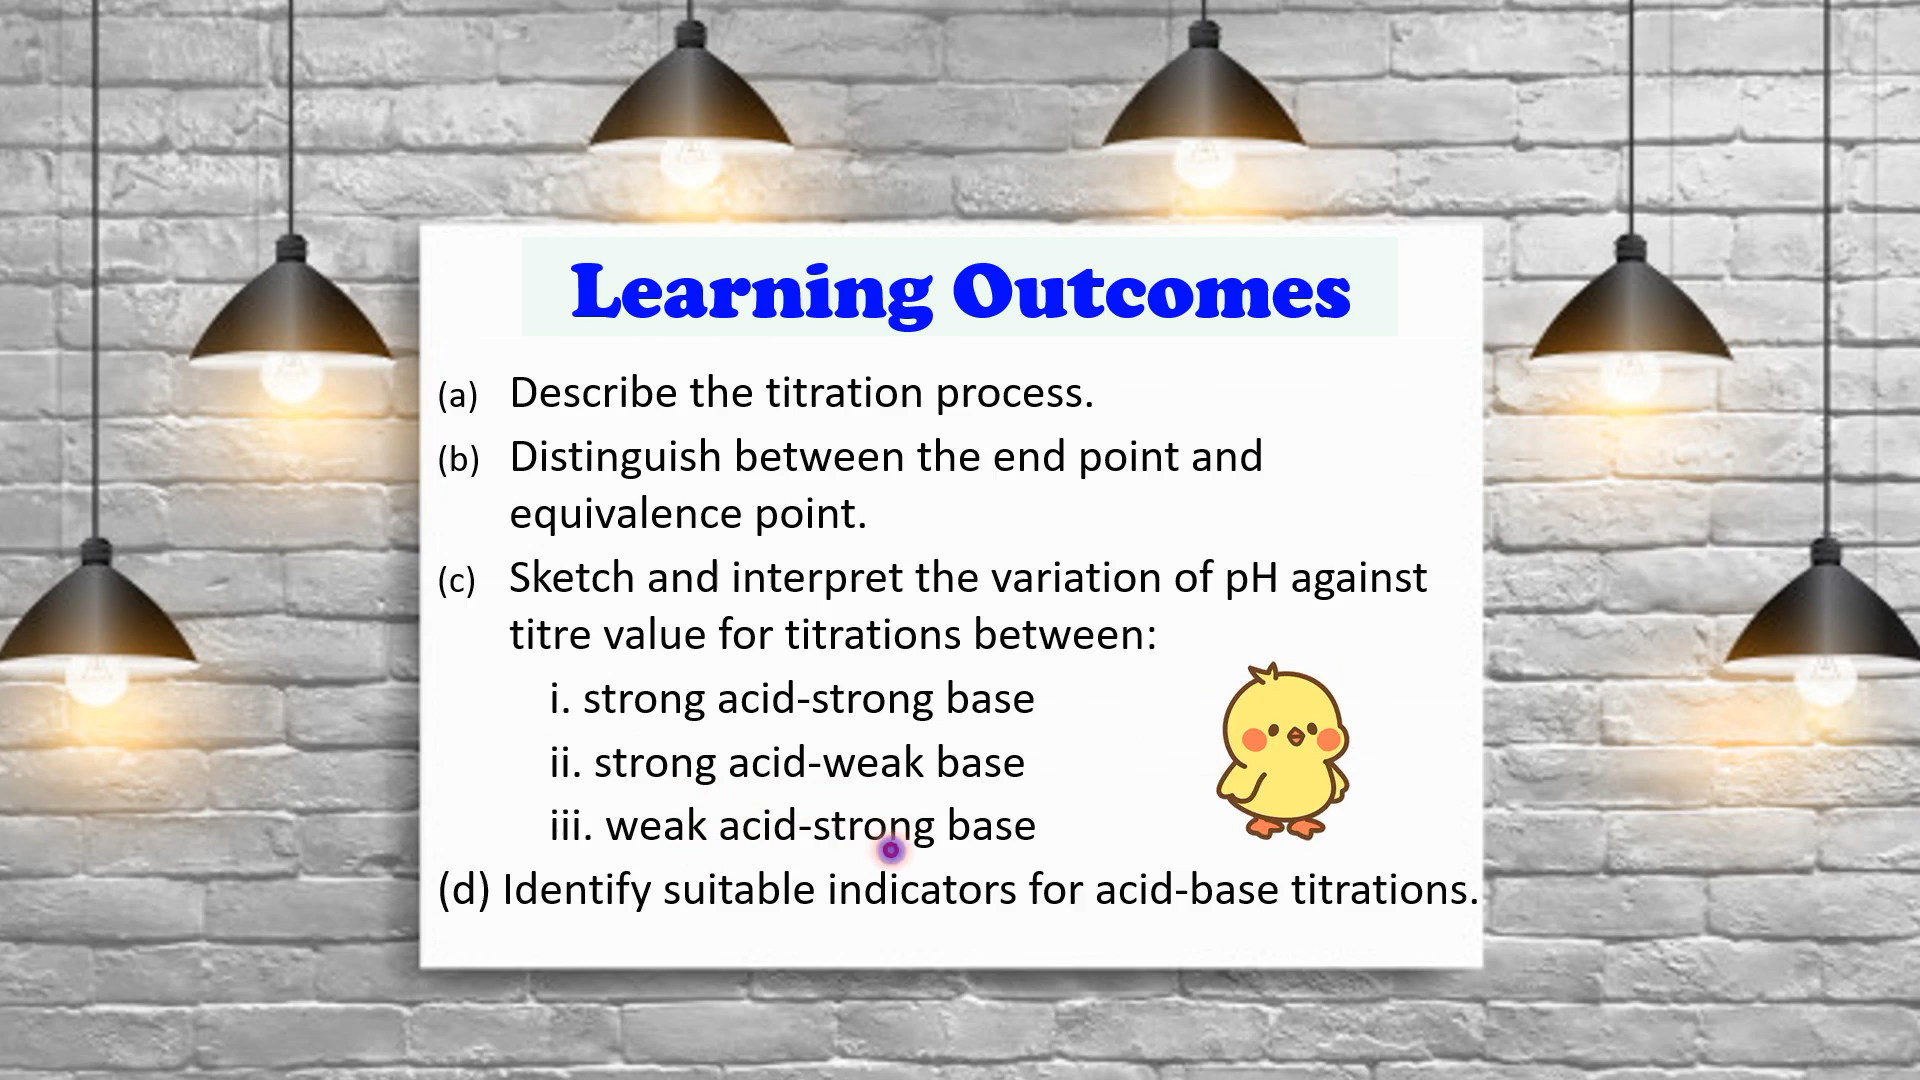 Learning Outcomes
(a) Describe the titration process.
(b) Distinguish between the end point and
equivalence point.
(c) Sketch and interpret the variation of pH against
titre value for titrations between:
i. strong acid-strong base
ii. strong acid-weak base
iii. weak acid-strong base
(d) Identify suitable indicators for acid-base titrations.